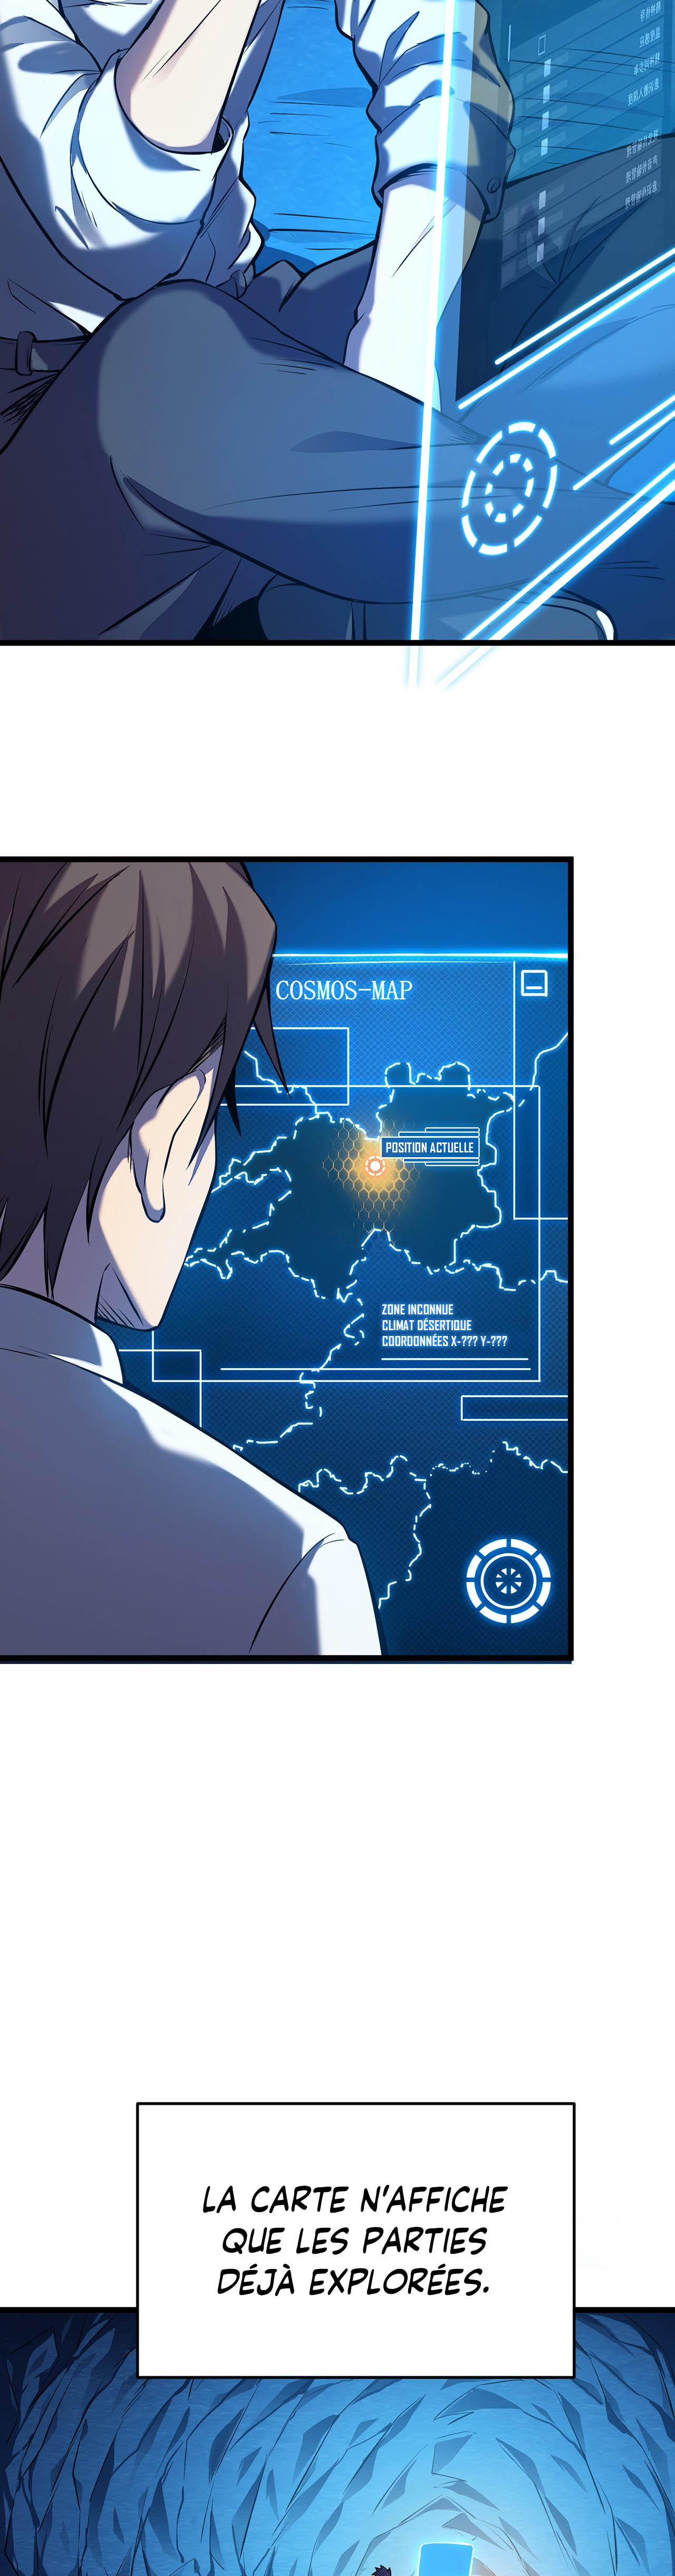 COSMOS-MAP
POSITION ACTUELLE
ZONE INCONNUE
CLIMAT DÉSERTIQUE
COORDONNÉES X-??? Y-???
LA CARTE N'AFFICHE
QUE LES PARTIES
DÉJÀ EXPLORÉES.